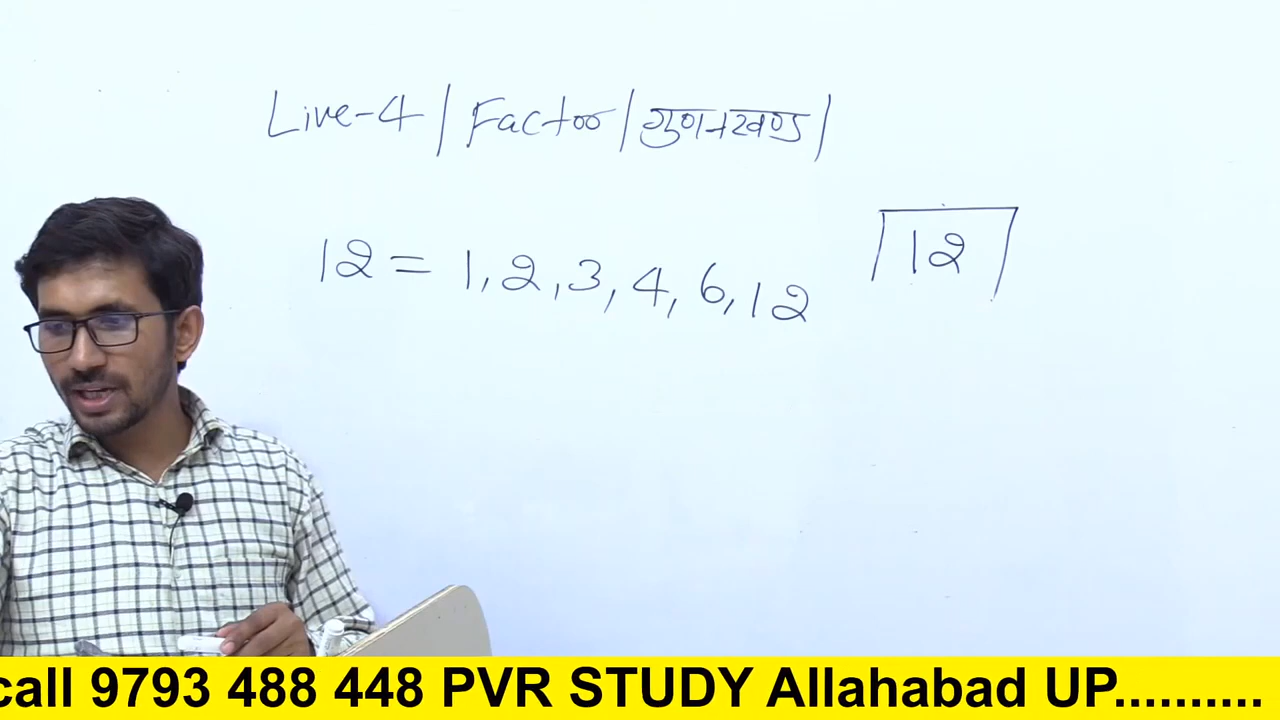 Live-4 / Factor / गुणनखण्ड /
12 = 1, 2, 3, 4, 6, 12
12
call 9793 488 448 PVR STUDY Allahabad UP..........